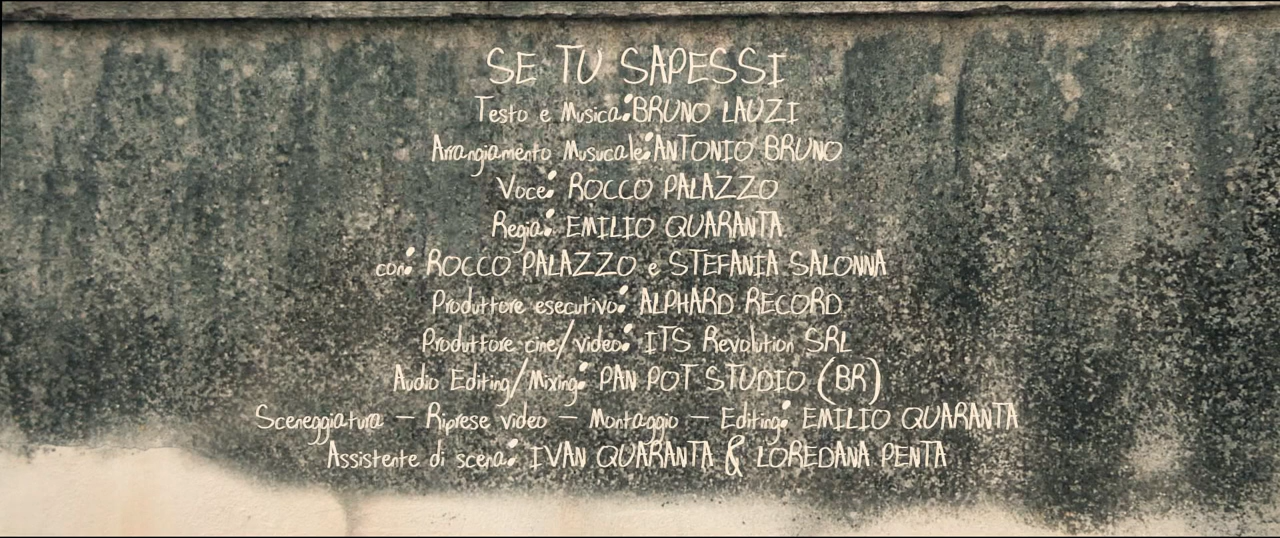 SE TU SAPESSI
Testo e Musica:BRUNO LAUZI
Arrangiamento Musucale:ANTONIO BRUNO
Voce: ROCCO PALAZZO
Regia: EMILIO QUARANTA
con: ROCCO PALAZZO e STEFANIA SALONNA
Produttore esecutivo: ALPHARD RECORD
Produttore cine/video: ITS Revolution SRL
Audio Editing/Mixing: PAN POT STUDIO (BR)
Sceneggiatura - Riprese video - Montaggio - Editing: EMILIO QUARANTA
Assistente di scena: IVAN QUARANTA & LOREDANA PENTA